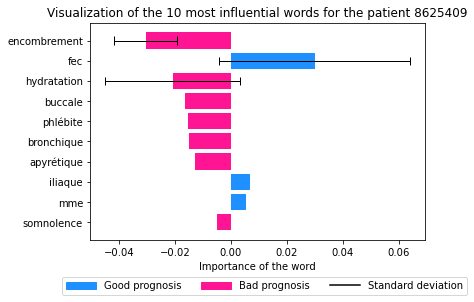 Visualization of the 10 most influential words for the patient 8625409
encombrement
fec
hydratation
buccale
phlébite
bronchique
apyrétique
iliaque
mme
somnolence
−0.04 −0.02 0.00 0.02 0.04 0.06
Importance of the word
Good prognosis Bad prognosis Standard deviation